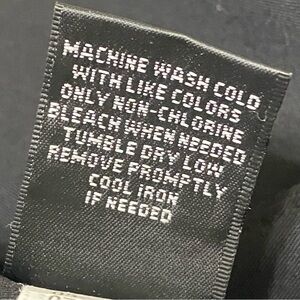 MACHINE WASH COLD
WITH LIKE COLORS
ONLY NON-CHLORINE
BLEACH WHEN NEEDED
TUMBLE DRY LOW
REMOVE PROMPTLY
COOL IRON
IF NEEDED